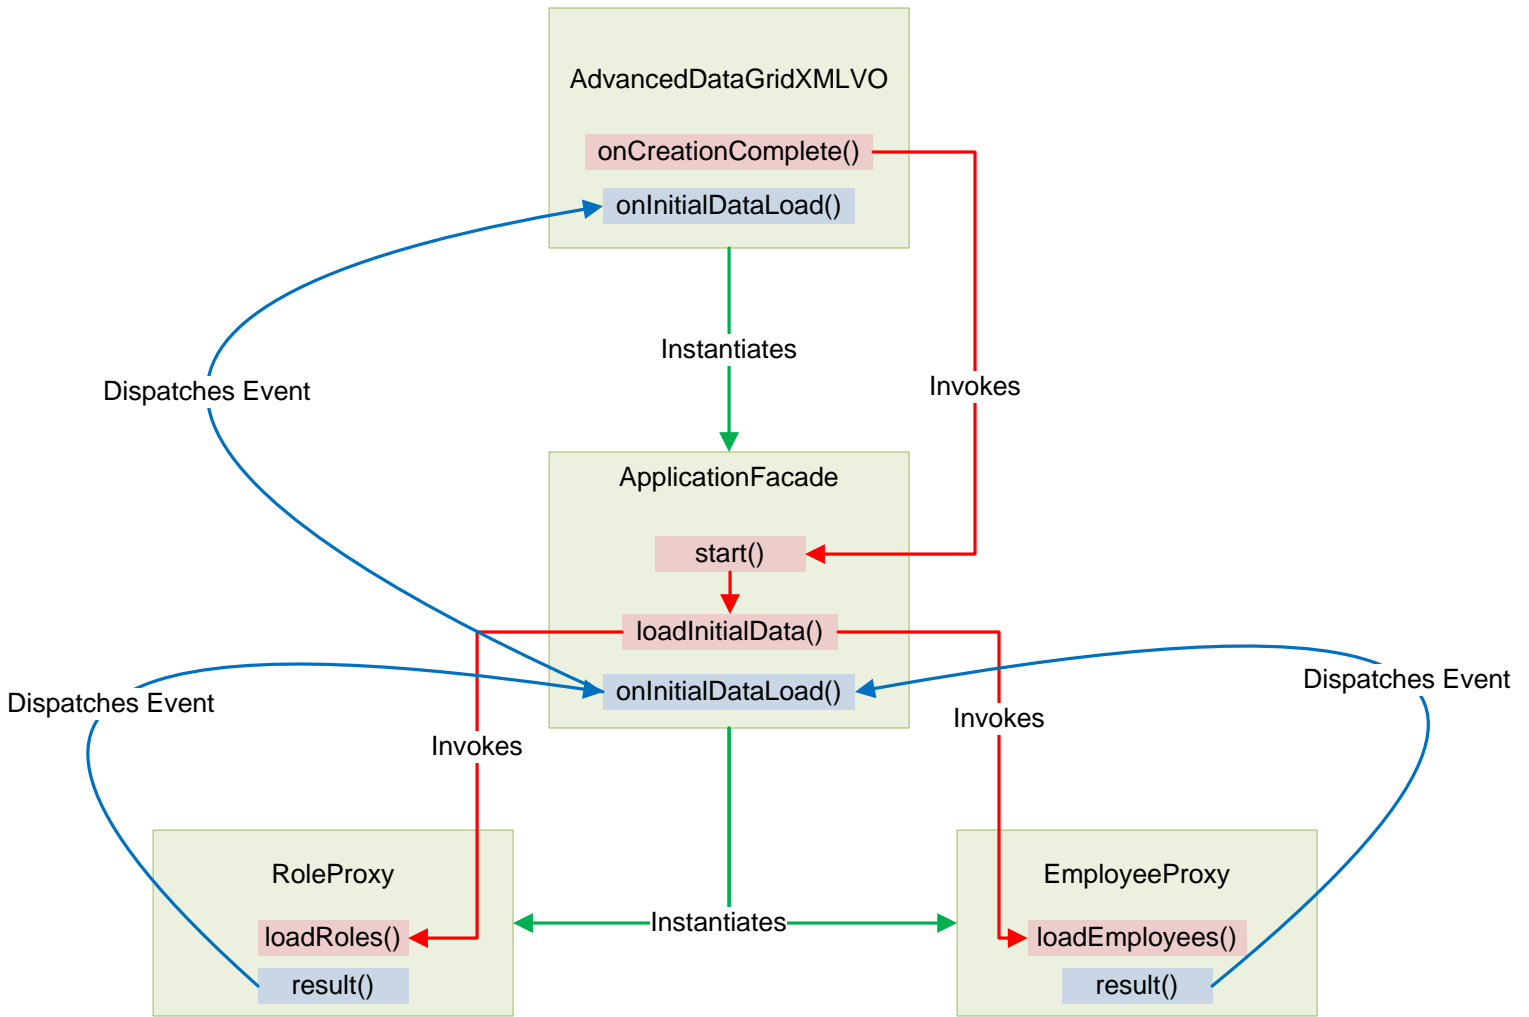 AdvancedDataGridXMLVO
onCreationComplete()
onInitialDataLoad()
Instantiates
Invokes
Dispatches Event
ApplicationFacade
start()
loadInitialData()
onInitialDataLoad()
Dispatches Event
Dispatches Event
Invokes
Invokes
RoleProxy
EmployeeProxy
Instantiates
loadRoles()
loadEmployees()
result()
result()